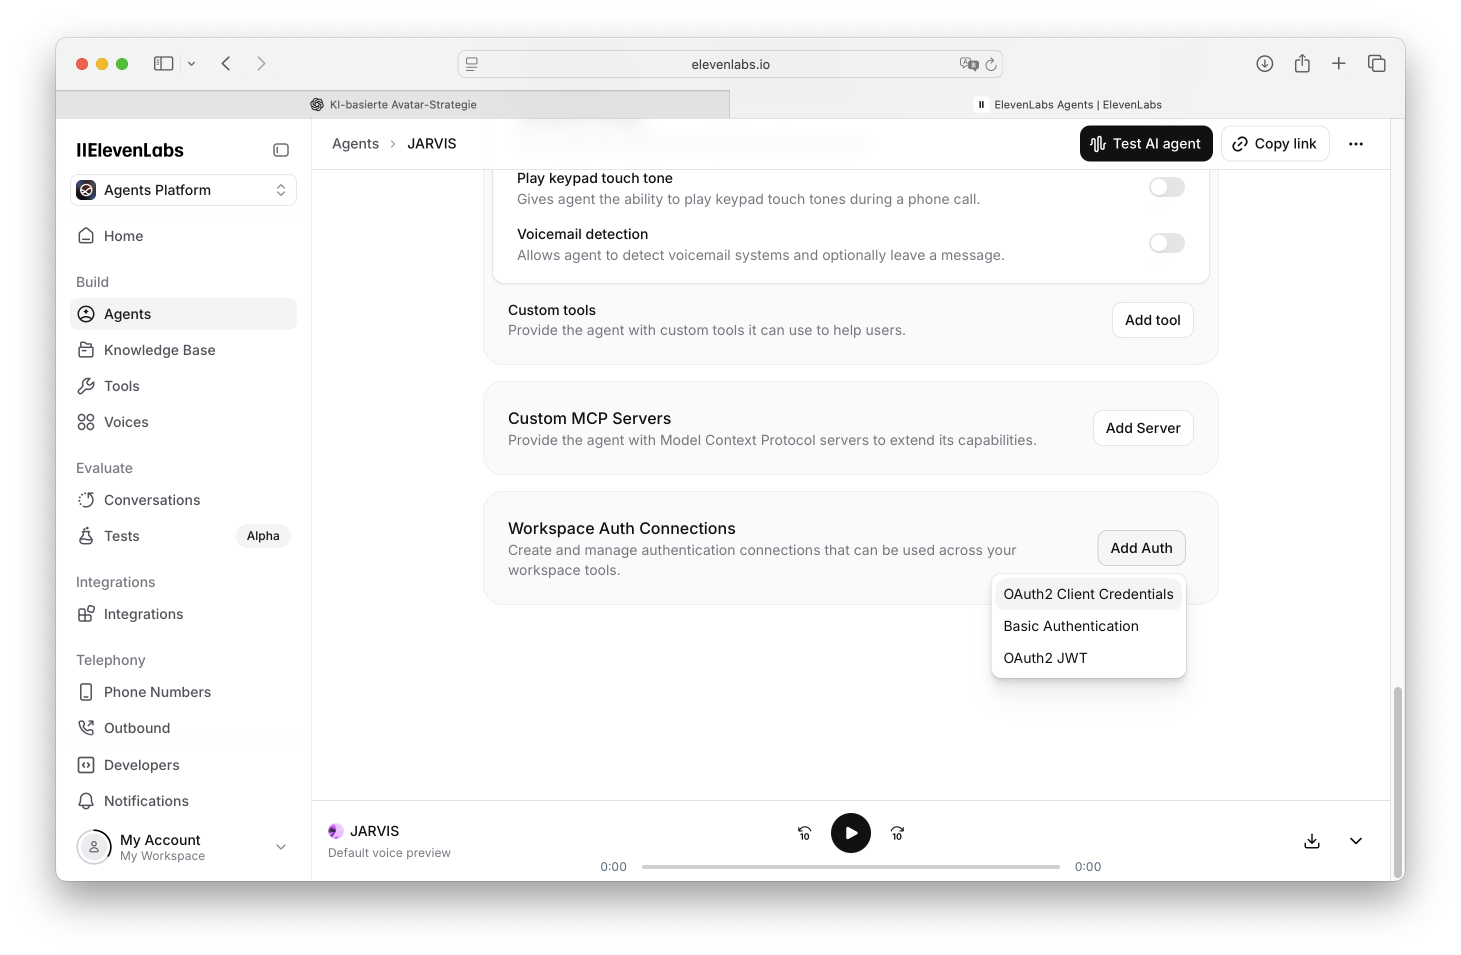 elevenlabs.io
KI-basierte Avatar-Strategie
ElevenLabs Agents | ElevenLabs
IIElevenLabs
Agents Platform
Home
Build
Agents
Knowledge Base
Tools
Voices
Evaluate
Conversations
Tests
Alpha
Integrations
Integrations
Telephony
Phone Numbers
Outbound
Developers
Notifications
My Account
My Workspace
Agents > JARVIS
Test AI agent
Copy link
Play keypad touch tone
Gives agent the ability to play keypad touch tones during a phone call.
Voicemail detection
Allows agent to detect voicemail systems and optionally leave a message.
Custom tools
Provide the agent with custom tools it can use to help users.
Add tool
Custom MCP Servers
Provide the agent with Model Context Protocol servers to extend its capabilities.
Add Server
Workspace Auth Connections
Create and manage authentication connections that can be used across your
workspace tools.
Add Auth
OAuth2 Client Credentials
Basic Authentication
OAuth2 JWT
JARVIS
Default voice preview
10
10
0:00
0:00